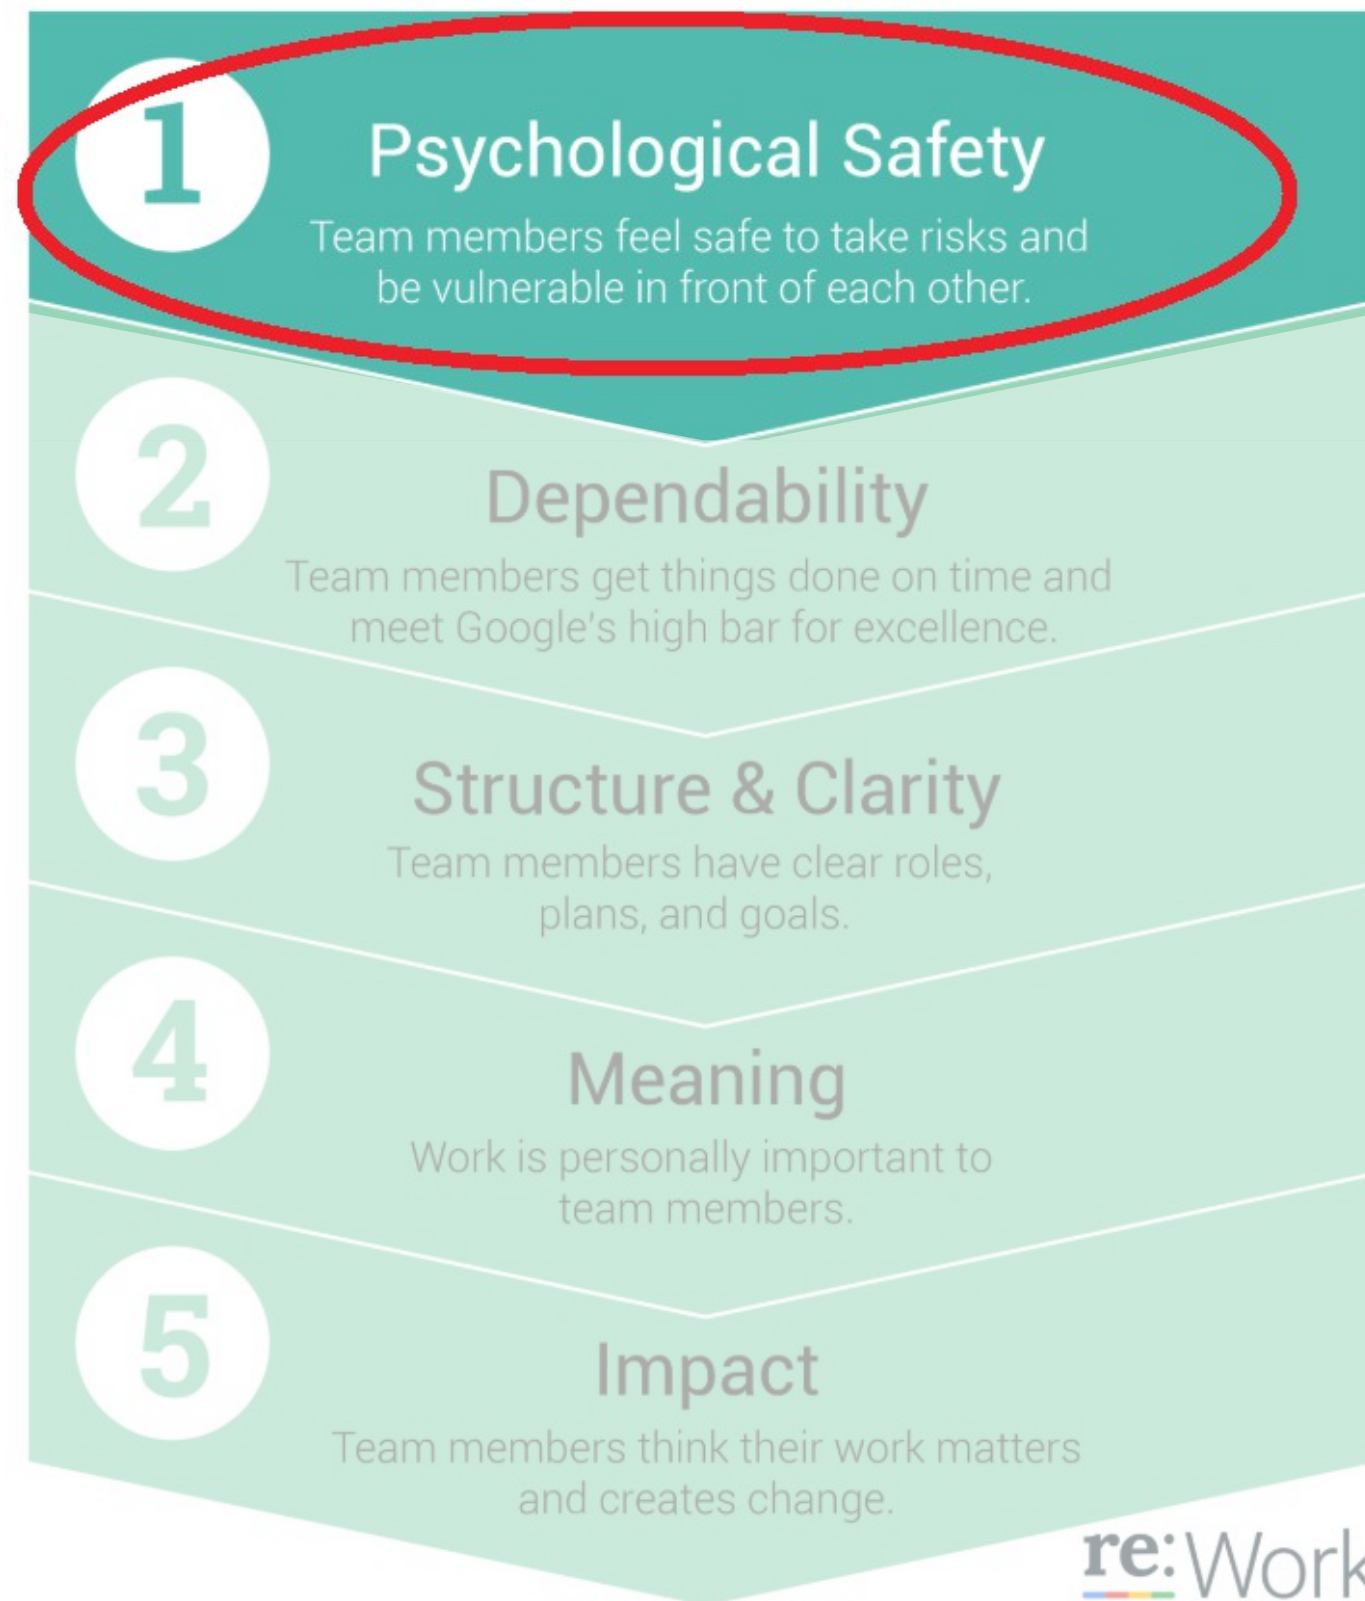 1
Psychological Safety
Team members feel safe to take risks and
be vulnerable in front of each other.
2
Dependability
Team members get things done on time and
meet Google's high bar for excellence.
3
Structure & Clarity
Team members have clear roles,
plans, and goals.
4
Meaning
Work is personally important to
team members.
5
Impact
Team members think their work matters
and creates change.
re:Work